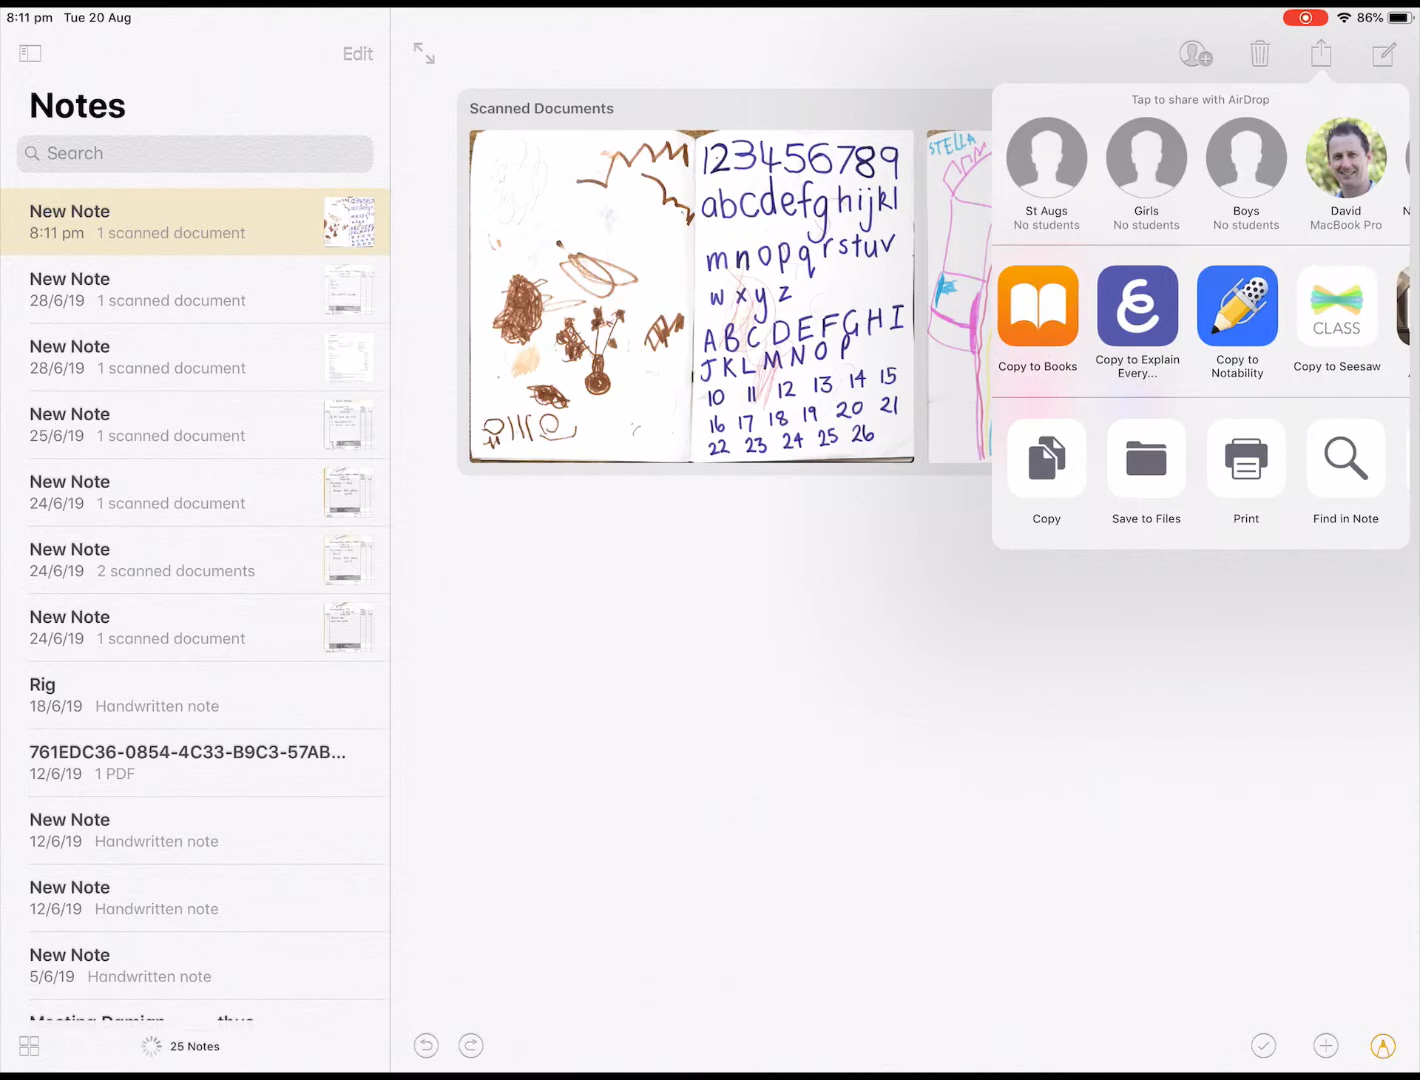 8:11 pm Tue 20 Aug
86%
Edit
Notes
Search
New Note
8:11 pm 1 scanned document
New Note
28/6/19 1 scanned document
New Note
28/6/19 1 scanned document
New Note
25/6/19 1 scanned document
New Note
24/6/19 1 scanned document
New Note
24/6/19 2 scanned documents
New Note
24/6/19 1 scanned document
Rig
18/6/19 Handwritten note
761EDC36-0854-4C33-B9C3-57AB...
12/6/19 1 PDF
New Note
12/6/19 Handwritten note
New Note
12/6/19 Handwritten note
New Note
5/6/19 Handwritten note
25 Notes
Scanned Documents
123456789
abcdefghijkl
mnopqrstuv
wxyz
ABCDEFGHI
JKLMNOP
10 11 12 13 14 15
16 17 18 19 20 21
22 23 24 25 26
STELLA
Tap to share with AirDrop
St Augs
No students
Girls
No students
Boys
No students
David
MacBook Pro
N
CLASS
Copy to Books
Copy to Explain Every...
Copy to Notability
Copy to Seesaw
Copy
Save to Files
Print
Find in Note